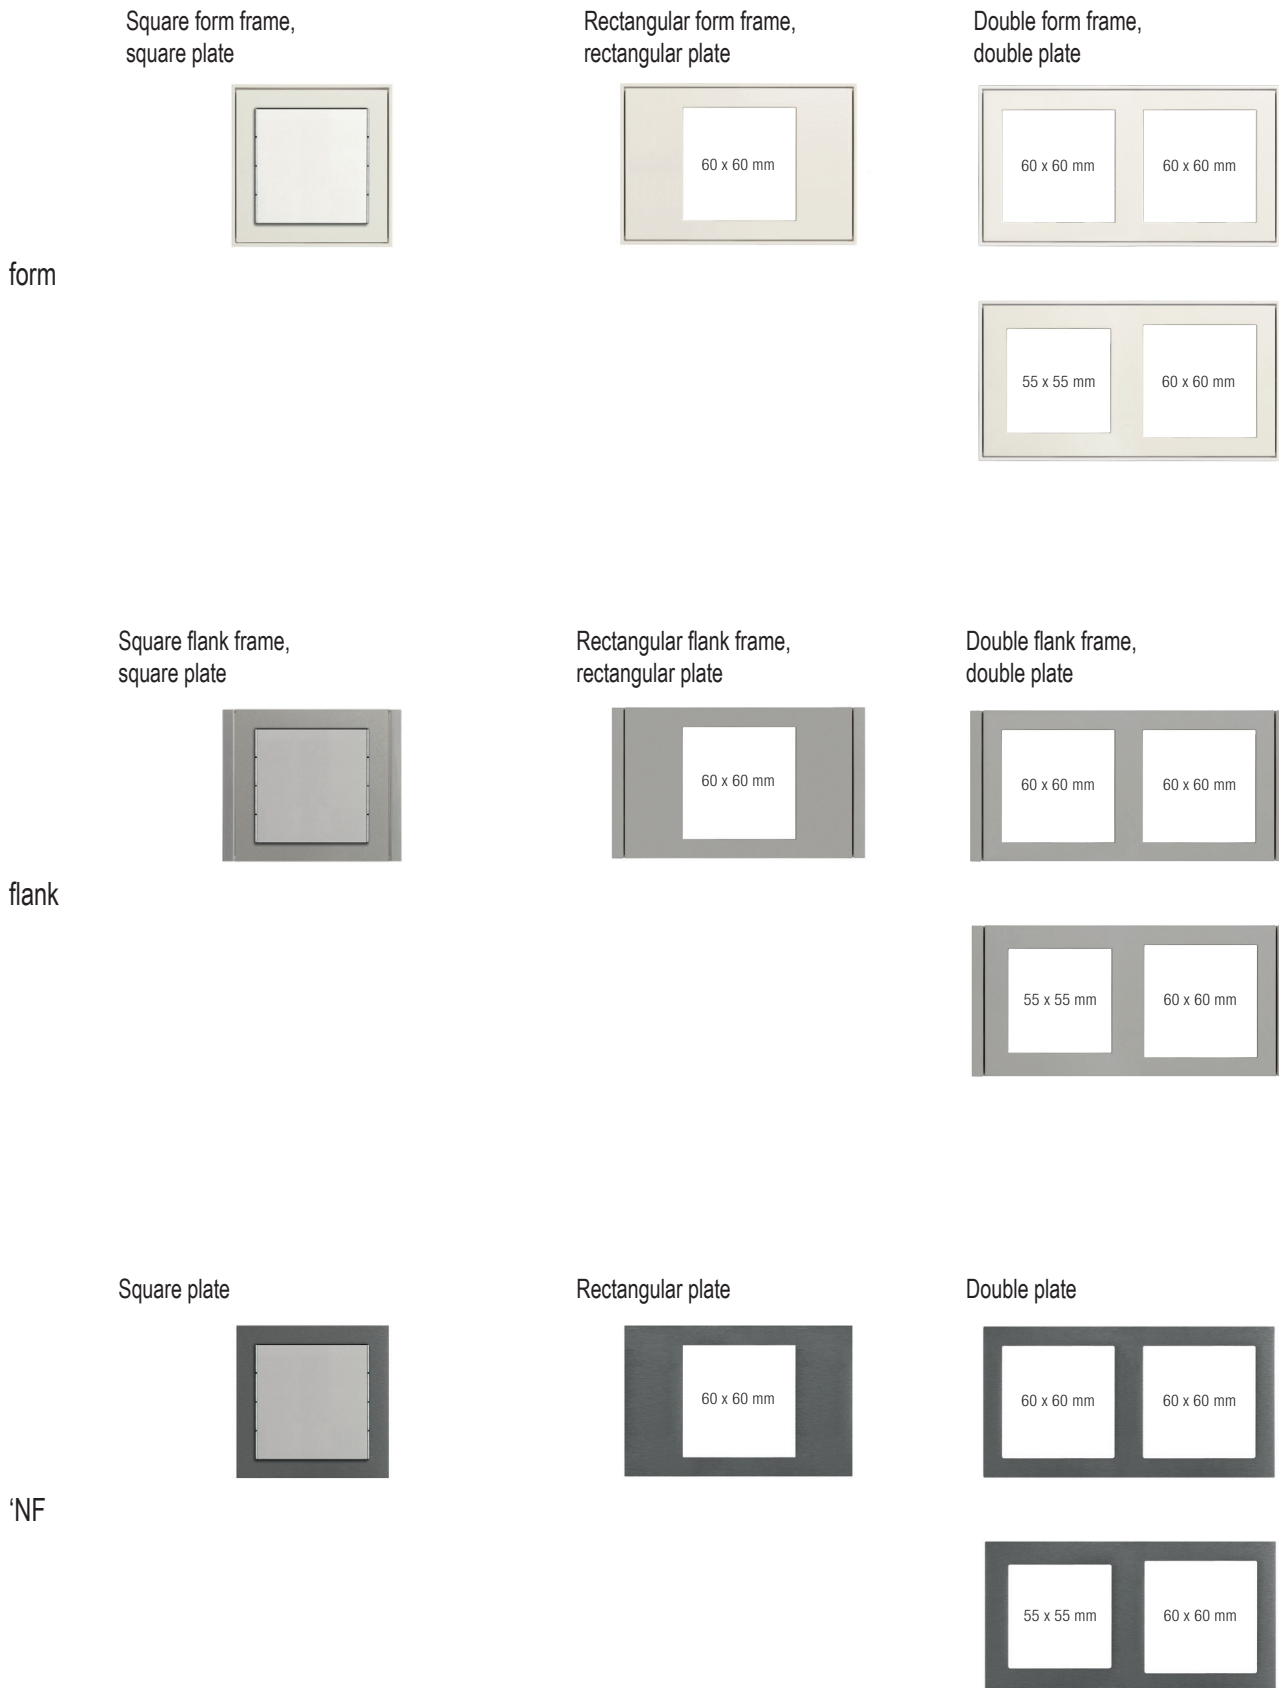 Square form frame,
square plate
Rectangular form frame,
rectangular plate
Double form frame,
double plate
60 x 60 mm
60 x 60 mm
60 x 60 mm
form
55 x 55 mm
60 x 60 mm
Square flank frame,
square plate
Rectangular flank frame,
rectangular plate
Double flank frame,
double plate
60 x 60 mm
60 x 60 mm
60 x 60 mm
flank
55 x 55 mm
60 x 60 mm
Square plate
Rectangular plate
Double plate
60 x 60 mm
60 x 60 mm
60 x 60 mm
‘NF
55 x 55 mm
60 x 60 mm